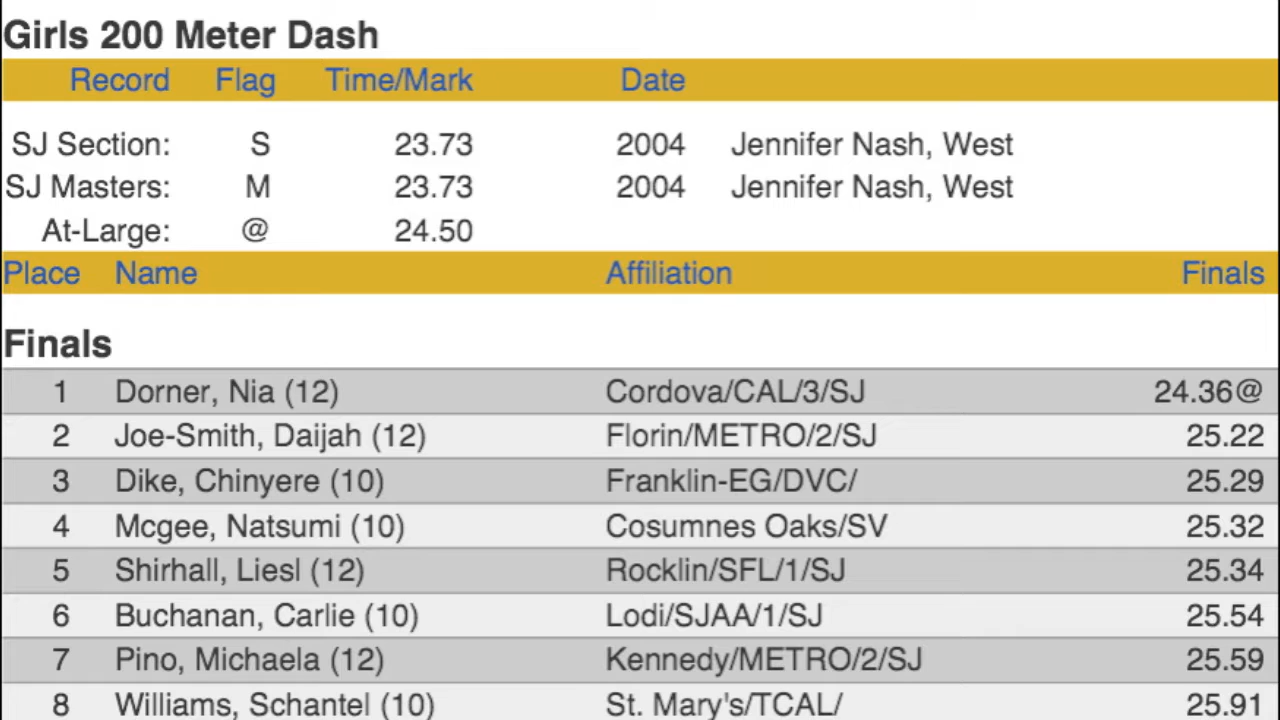 Girls 200 Meter Dash
Record Flag Time/Mark Date
SJ Section: S 23.73 2004 Jennifer Nash, West
SJ Masters: M 23.73 2004 Jennifer Nash, West
At-Large: @ 24.50
Place Name Affiliation Finals
Finals
1 Dorner, Nia (12) Cordova/CAL/3/SJ 24.36@
2 Joe-Smith, Daijah (12) Florin/METRO/2/SJ 25.22
3 Dike, Chinyere (10) Franklin-EG/DVC/ 25.29
4 Mcgee, Natsumi (10) Cosumnes Oaks/SV 25.32
5 Shirhall, Liesl (12) Rocklin/SFL/1/SJ 25.34
6 Buchanan, Carlie (10) Lodi/SJAA/1/SJ 25.54
7 Pino, Michaela (12) Kennedy/METRO/2/SJ 25.59
8 Williams, Schantel (10) St. Mary's/TCAL/ 25.91